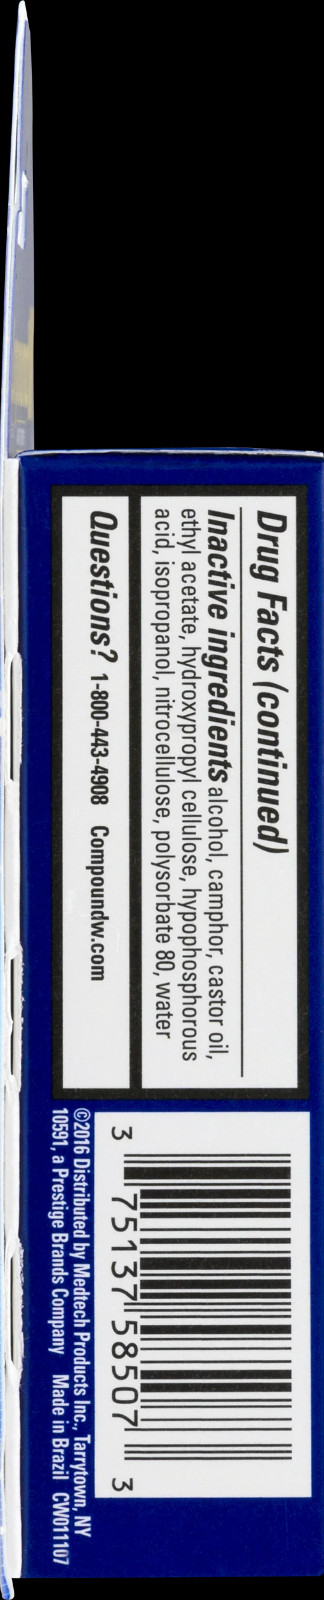 Drug Facts (continued)
Inactive ingredients alcohol, camphor, castor oil,
ethyl acetate, hydroxypropyl cellulose, hypophosphorous
acid, isopropanol, nitrocellulose, polysorbate 80, water
Questions? 1-800-443-4908 Compoundw.com
3 75137 58507 3
©2016 Distributed by Medtech Products Inc., Tarrytown, NY
10591, a Prestige Brands Company Made in Brazil CW011107